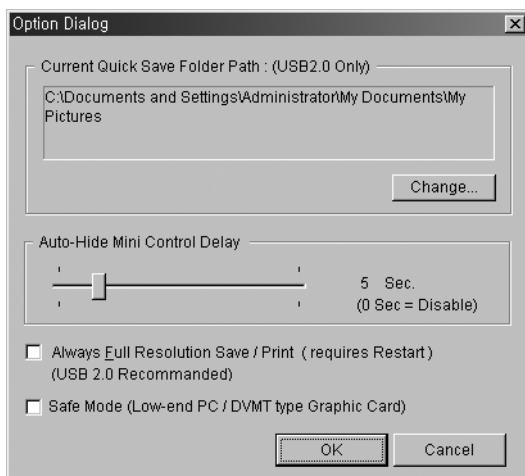 Option Dialog
Current Quick Save Folder Path : (USB2.0 Only)
C:\Documents and Settings\Administrator\My Documents\My
Pictures
Change...
Auto-Hide Mini Control Delay
5 Sec.
(0 Sec = Disable)
Always Full Resolution Save / Print ( requires Restart )
(USB 2.0 Recommanded)
Safe Mode (Low-end PC / DVMT type Graphic Card)
OK
Cancel